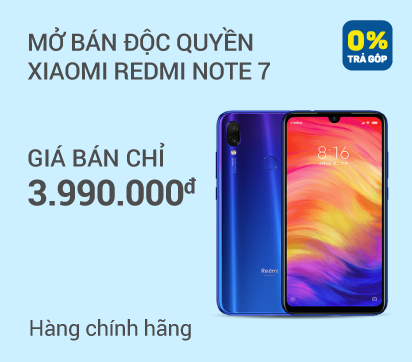 MỞ BÁN ĐỘC QUYỀN
XIAOMI REDMI NOTE 7
0%
TRẢ GÓP
GIÁ BÁN CHỈ
3.990.000đ
8:16
Redmi
Hàng chính hãng